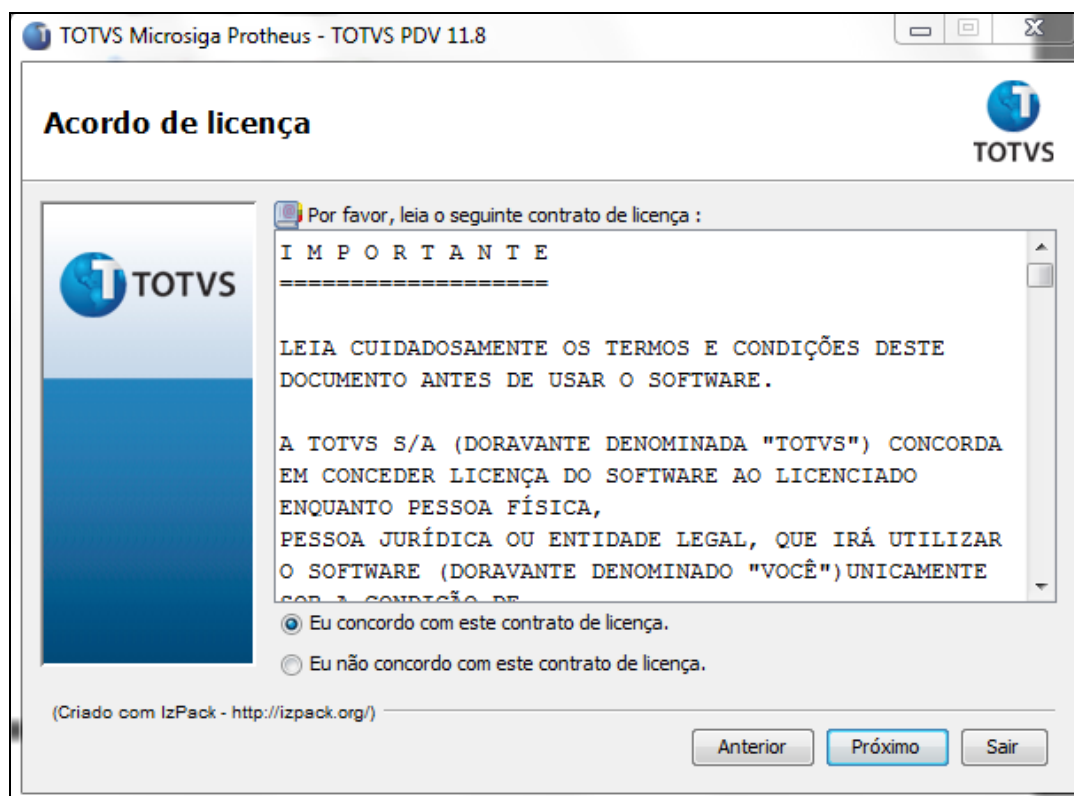 TOTVS Microsiga Protheus - TOTVS PDV 11.8
Acordo de licença
TOTVS
TOTVS
Por favor, leia o seguinte contrato de licença :
I M P O R T A N T E
===================
LEIA CUIDADOSAMENTE OS TERMOS E CONDIÇÕES DESTE
DOCUMENTO ANTES DE USAR O SOFTWARE.
A TOTVS S/A (DORAVANTE DENOMINADA "TOTVS") CONCORDA
EM CONCEDER LICENÇA DO SOFTWARE AO LICENCIADO
ENQUANTO PESSOA FÍSICA,
PESSOA JURÍDICA OU ENTIDADE LEGAL, QUE IRÁ UTILIZAR
O SOFTWARE (DORAVANTE DENOMINADO "VOCÊ")UNICAMENTE
SOB A CONDIÇÃO DE
Eu concordo com este contrato de licença.
Eu não concordo com este contrato de licença.
(Criado com IzPack - http://izpack.org/)
Anterior
Próximo
Sair